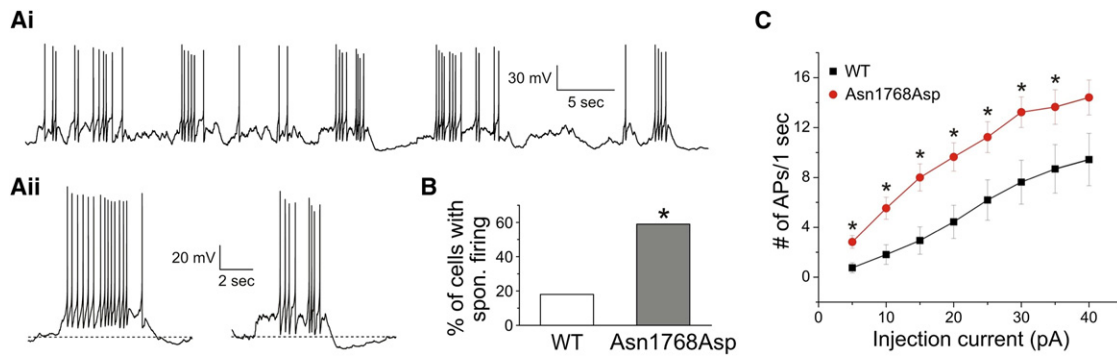 Ai
30 mV
5 sec
Aii
20 mV
2 sec
B
% of cells with
spon. firing
60
40
20
0
*
WT
Asn1768Asp
C
# of APs/1 sec
16
12
8
4
0
WT
Asn1768Asp
* * * * * * *
0 10 20 30 40
Injection current (pA)